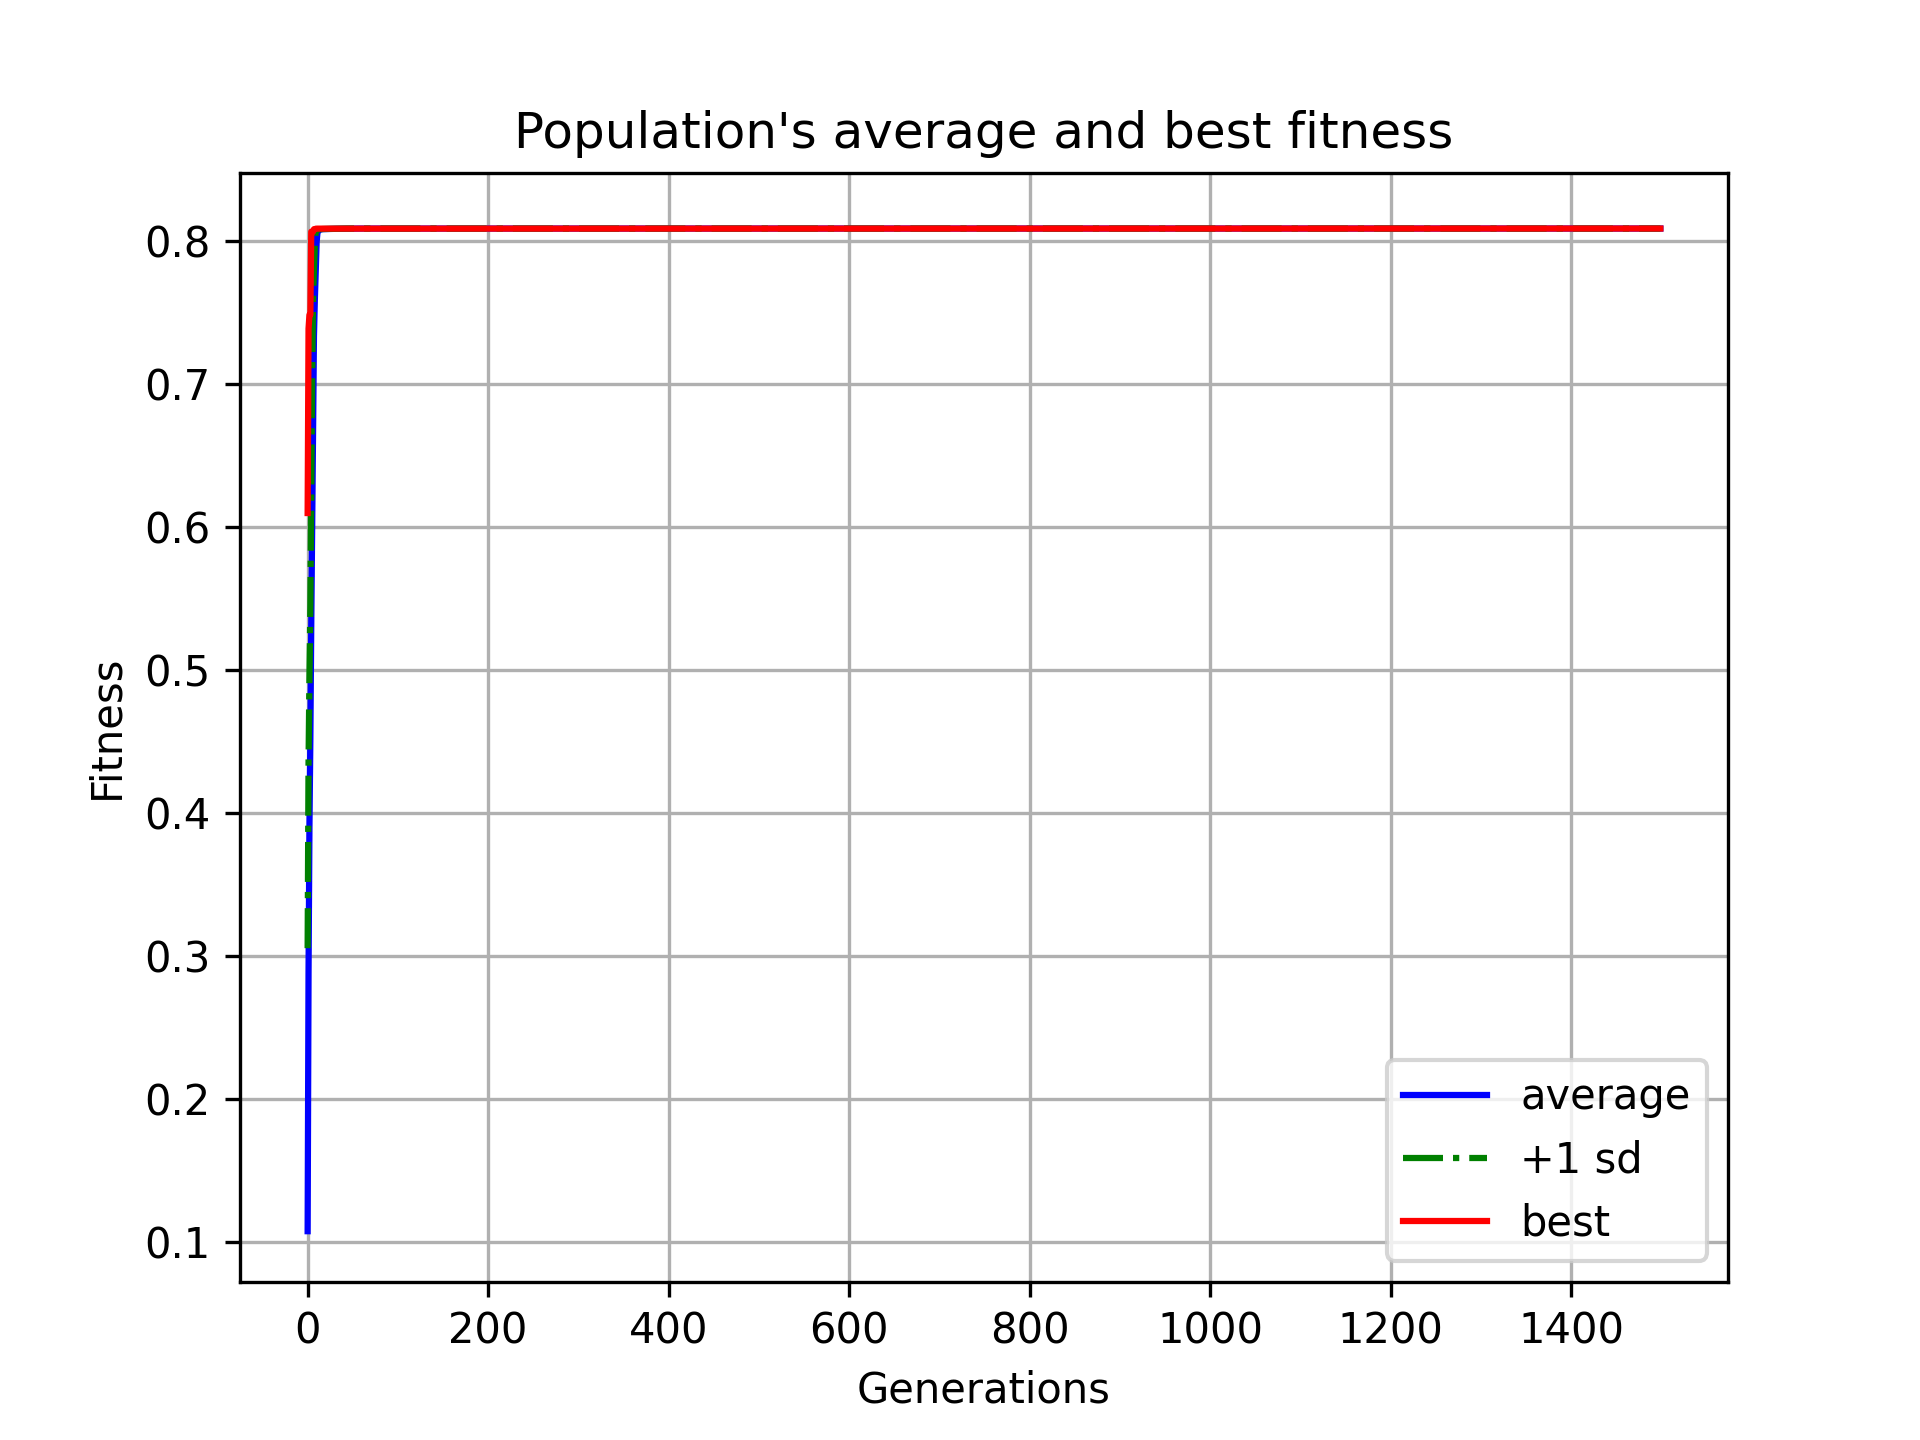 Population's average and best fitness
Fitness
0.8
0.7
0.6
0.5
0.4
0.3
0.2
0.1
0 200 400 600 800 1000 1200 1400
Generations
average
+1 sd
best